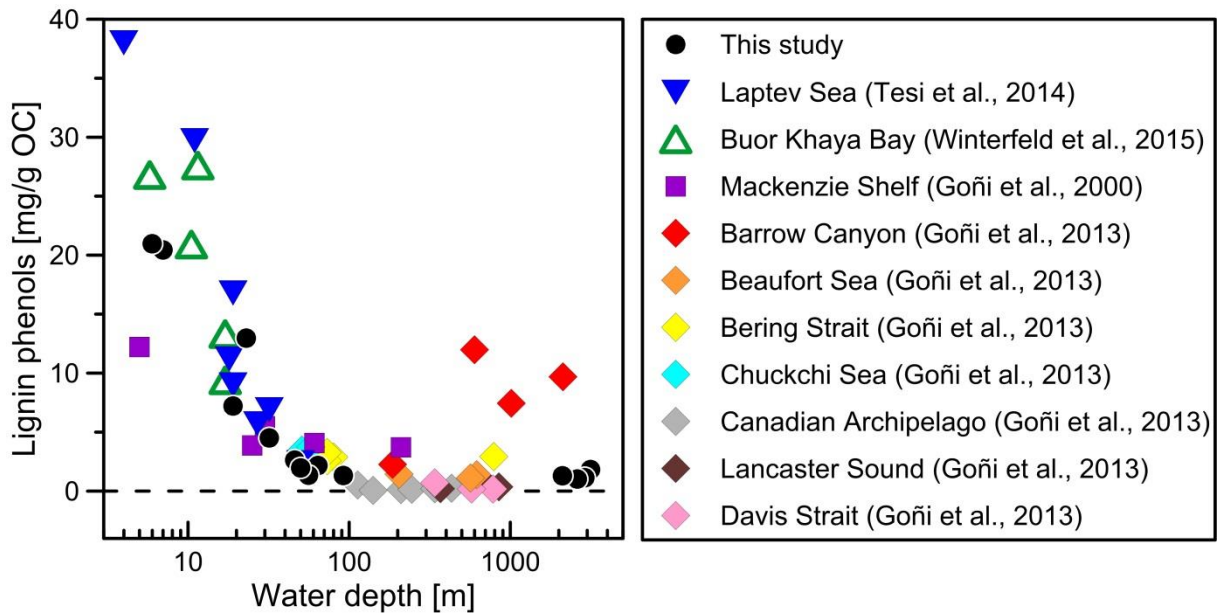 40
30
20
10
0
Lignin phenols [mg/g OC]
10
100
1000
Water depth [m]
This study
Laptev Sea (Tesi et al., 2014)
Buor Khaya Bay (Winterfeld et al., 2015)
Mackenzie Shelf (Goñi et al., 2000)
Barrow Canyon (Goñi et al., 2013)
Beaufort Sea (Goñi et al., 2013)
Bering Strait (Goñi et al., 2013)
Chuckchi Sea (Goñi et al., 2013)
Canadian Archipelago (Goñi et al., 2013)
Lancaster Sound (Goñi et al., 2013)
Davis Strait (Goñi et al., 2013)